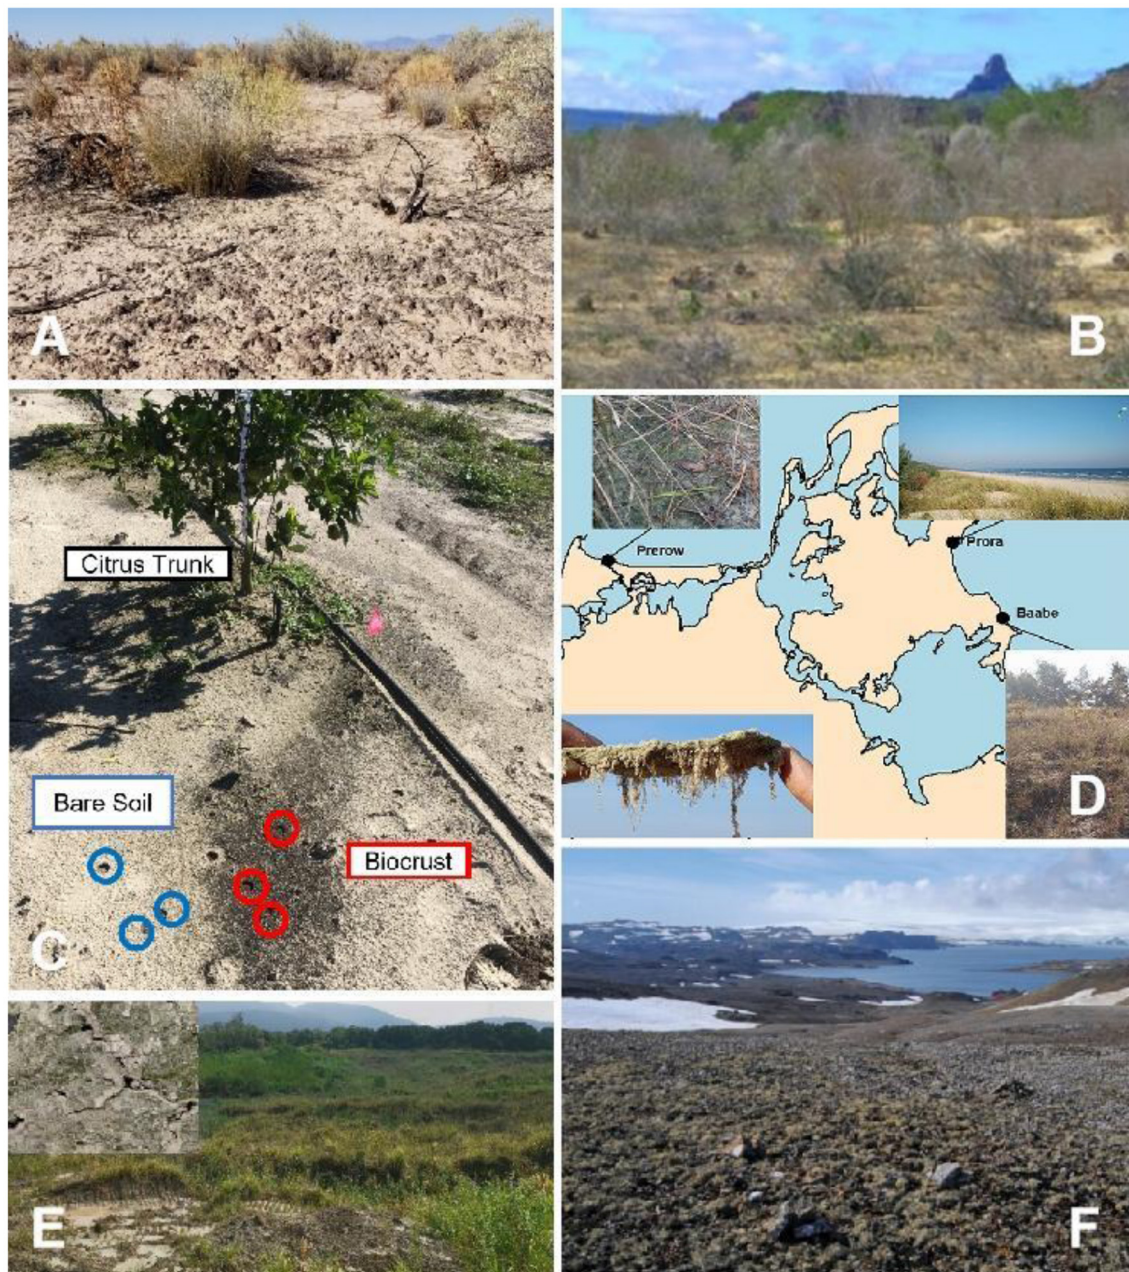 A
B
Citrus Trunk
Bare Soil
Biocrust
C
Prerow
Prora
Baabe
D
E
F